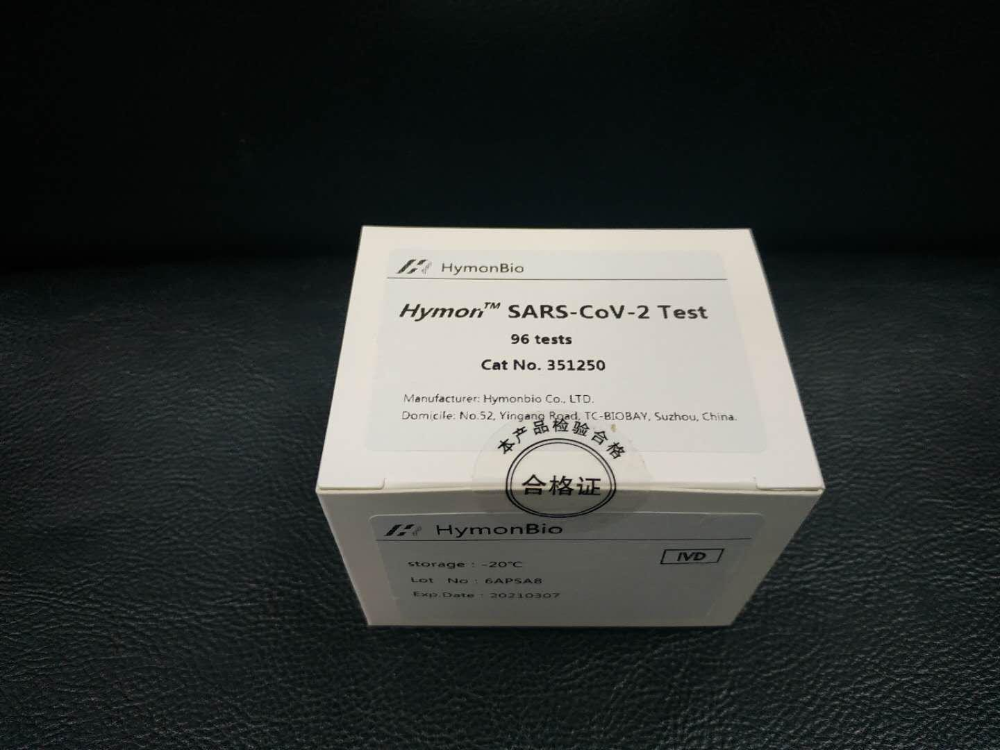 HymonBio
Hymon™ SARS-CoV-2 Test
96 tests
Cat No. 351250
Manufacturer: Hymonbio Co., LTD.
Domicile: No.52, Yingang Road, TC-BIOBAY, Suzhou, China.
本产品检验合格
合格证
HymonBio
IVD
storage : -20℃
Lot No : 6APSA8
Exp.Date : 20210307